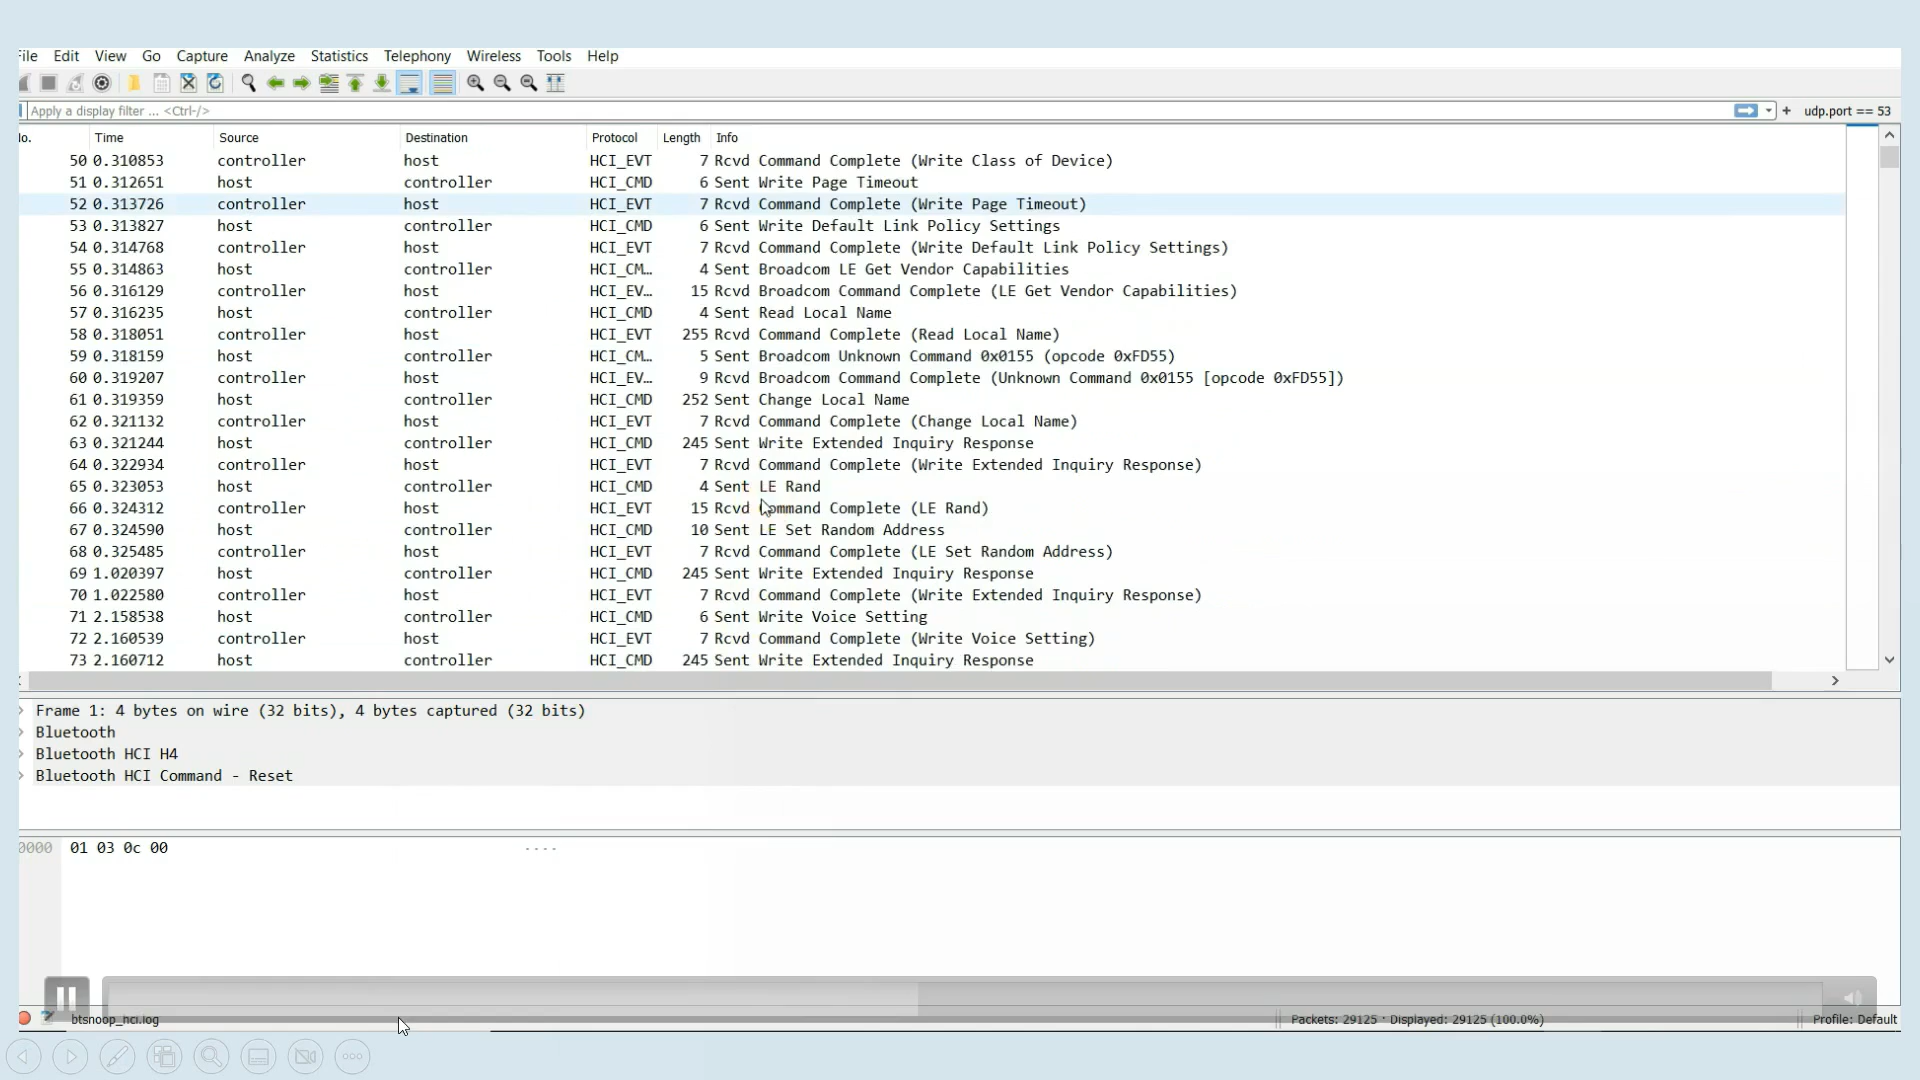 File Edit View Go Capture Analyze Statistics Telephony Wireless Tools Help
Apply a display filter ... <Ctrl-/> + udp.port == 53
No. Time Source Destination Protocol Length Info
50 0.310853 controller host HCI_EVT 7 Rcvd Command Complete (Write Class of Device)
51 0.312651 host controller HCI_CMD 6 Sent Write Page Timeout
52 0.313726 controller host HCI_EVT 7 Rcvd Command Complete (Write Page Timeout)
53 0.313827 host controller HCI_CMD 6 Sent Write Default Link Policy Settings
54 0.314768 controller host HCI_EVT 7 Rcvd Command Complete (Write Default Link Policy Settings)
55 0.314863 host controller HCI_CM… 4 Sent Broadcom LE Get Vendor Capabilities
56 0.316129 controller host HCI_EV… 15 Rcvd Broadcom Command Complete (LE Get Vendor Capabilities)
57 0.316235 host controller HCI_CMD 4 Sent Read Local Name
58 0.318051 controller host HCI_EVT 255 Rcvd Command Complete (Read Local Name)
59 0.318159 host controller HCI_CM… 5 Sent Broadcom Unknown Command 0x0155 (opcode 0xFD55)
60 0.319207 controller host HCI_EV… 9 Rcvd Broadcom Command Complete (Unknown Command 0x0155 [opcode 0xFD55])
61 0.319359 host controller HCI_CMD 252 Sent Change Local Name
62 0.321132 controller host HCI_EVT 7 Rcvd Command Complete (Change Local Name)
63 0.321244 host controller HCI_CMD 245 Sent Write Extended Inquiry Response
64 0.322934 controller host HCI_EVT 7 Rcvd Command Complete (Write Extended Inquiry Response)
65 0.323053 host controller HCI_CMD 4 Sent LE Rand
66 0.324312 controller host HCI_EVT 15 Rcvd Command Complete (LE Rand)
67 0.324590 host controller HCI_CMD 10 Sent LE Set Random Address
68 0.325485 controller host HCI_EVT 7 Rcvd Command Complete (LE Set Random Address)
69 1.020397 host controller HCI_CMD 245 Sent Write Extended Inquiry Response
70 1.022580 controller host HCI_EVT 7 Rcvd Command Complete (Write Extended Inquiry Response)
71 2.158538 host controller HCI_CMD 6 Sent Write Voice Setting
72 2.160539 controller host HCI_EVT 7 Rcvd Command Complete (Write Voice Setting)
73 2.160712 host controller HCI_CMD 245 Sent Write Extended Inquiry Response
Frame 1: 4 bytes on wire (32 bits), 4 bytes captured (32 bits)
Bluetooth
Bluetooth HCI H4
Bluetooth HCI Command - Reset
0000 01 03 0c 00 ....
btsnoop_hci.log Packets: 29125 · Displayed: 29125 (100.0%) Profile: Default